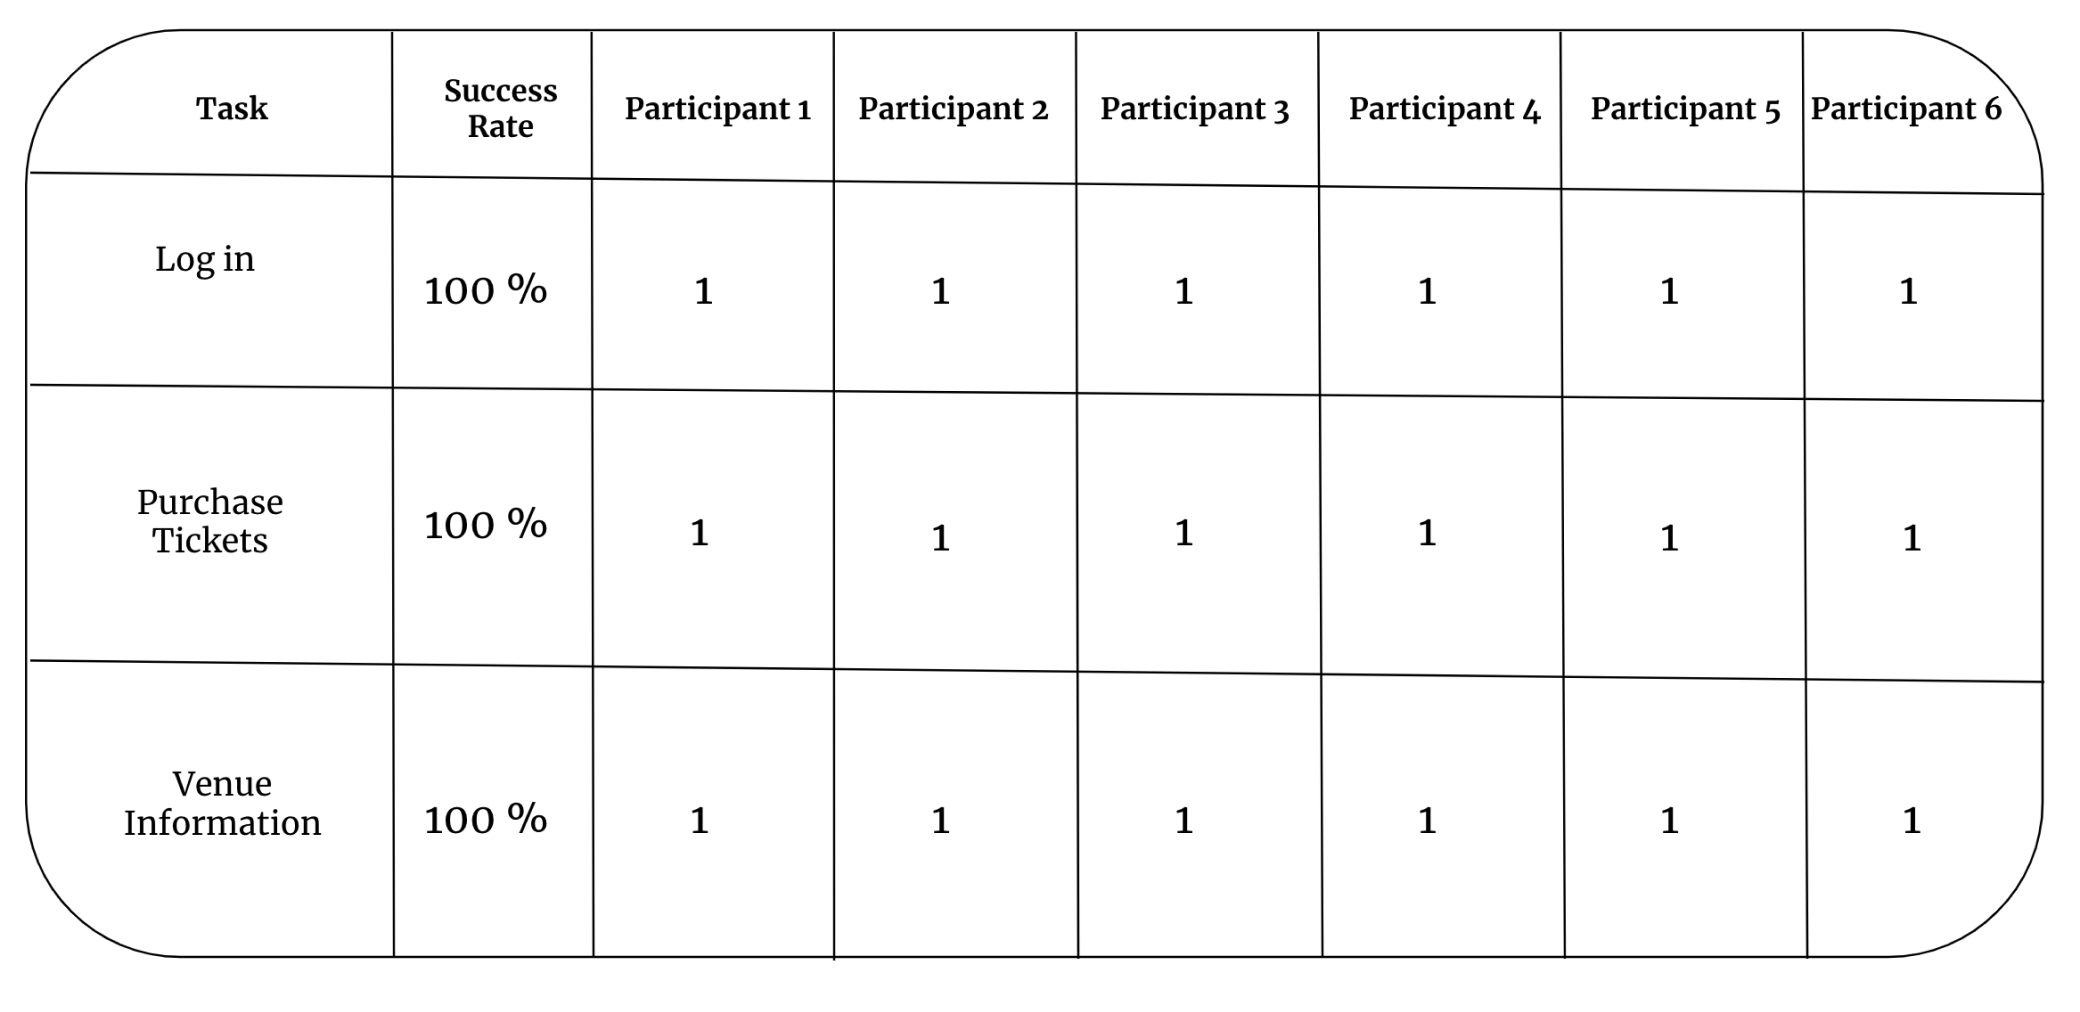 Task Success Rate Participant 1 Participant 2 Participant 3 Participant 4 Participant 5 Participant 6
Log in 100 % 1 1 1 1 1 1
Purchase Tickets 100 % 1 1 1 1 1 1
Venue Information 100 % 1 1 1 1 1 1